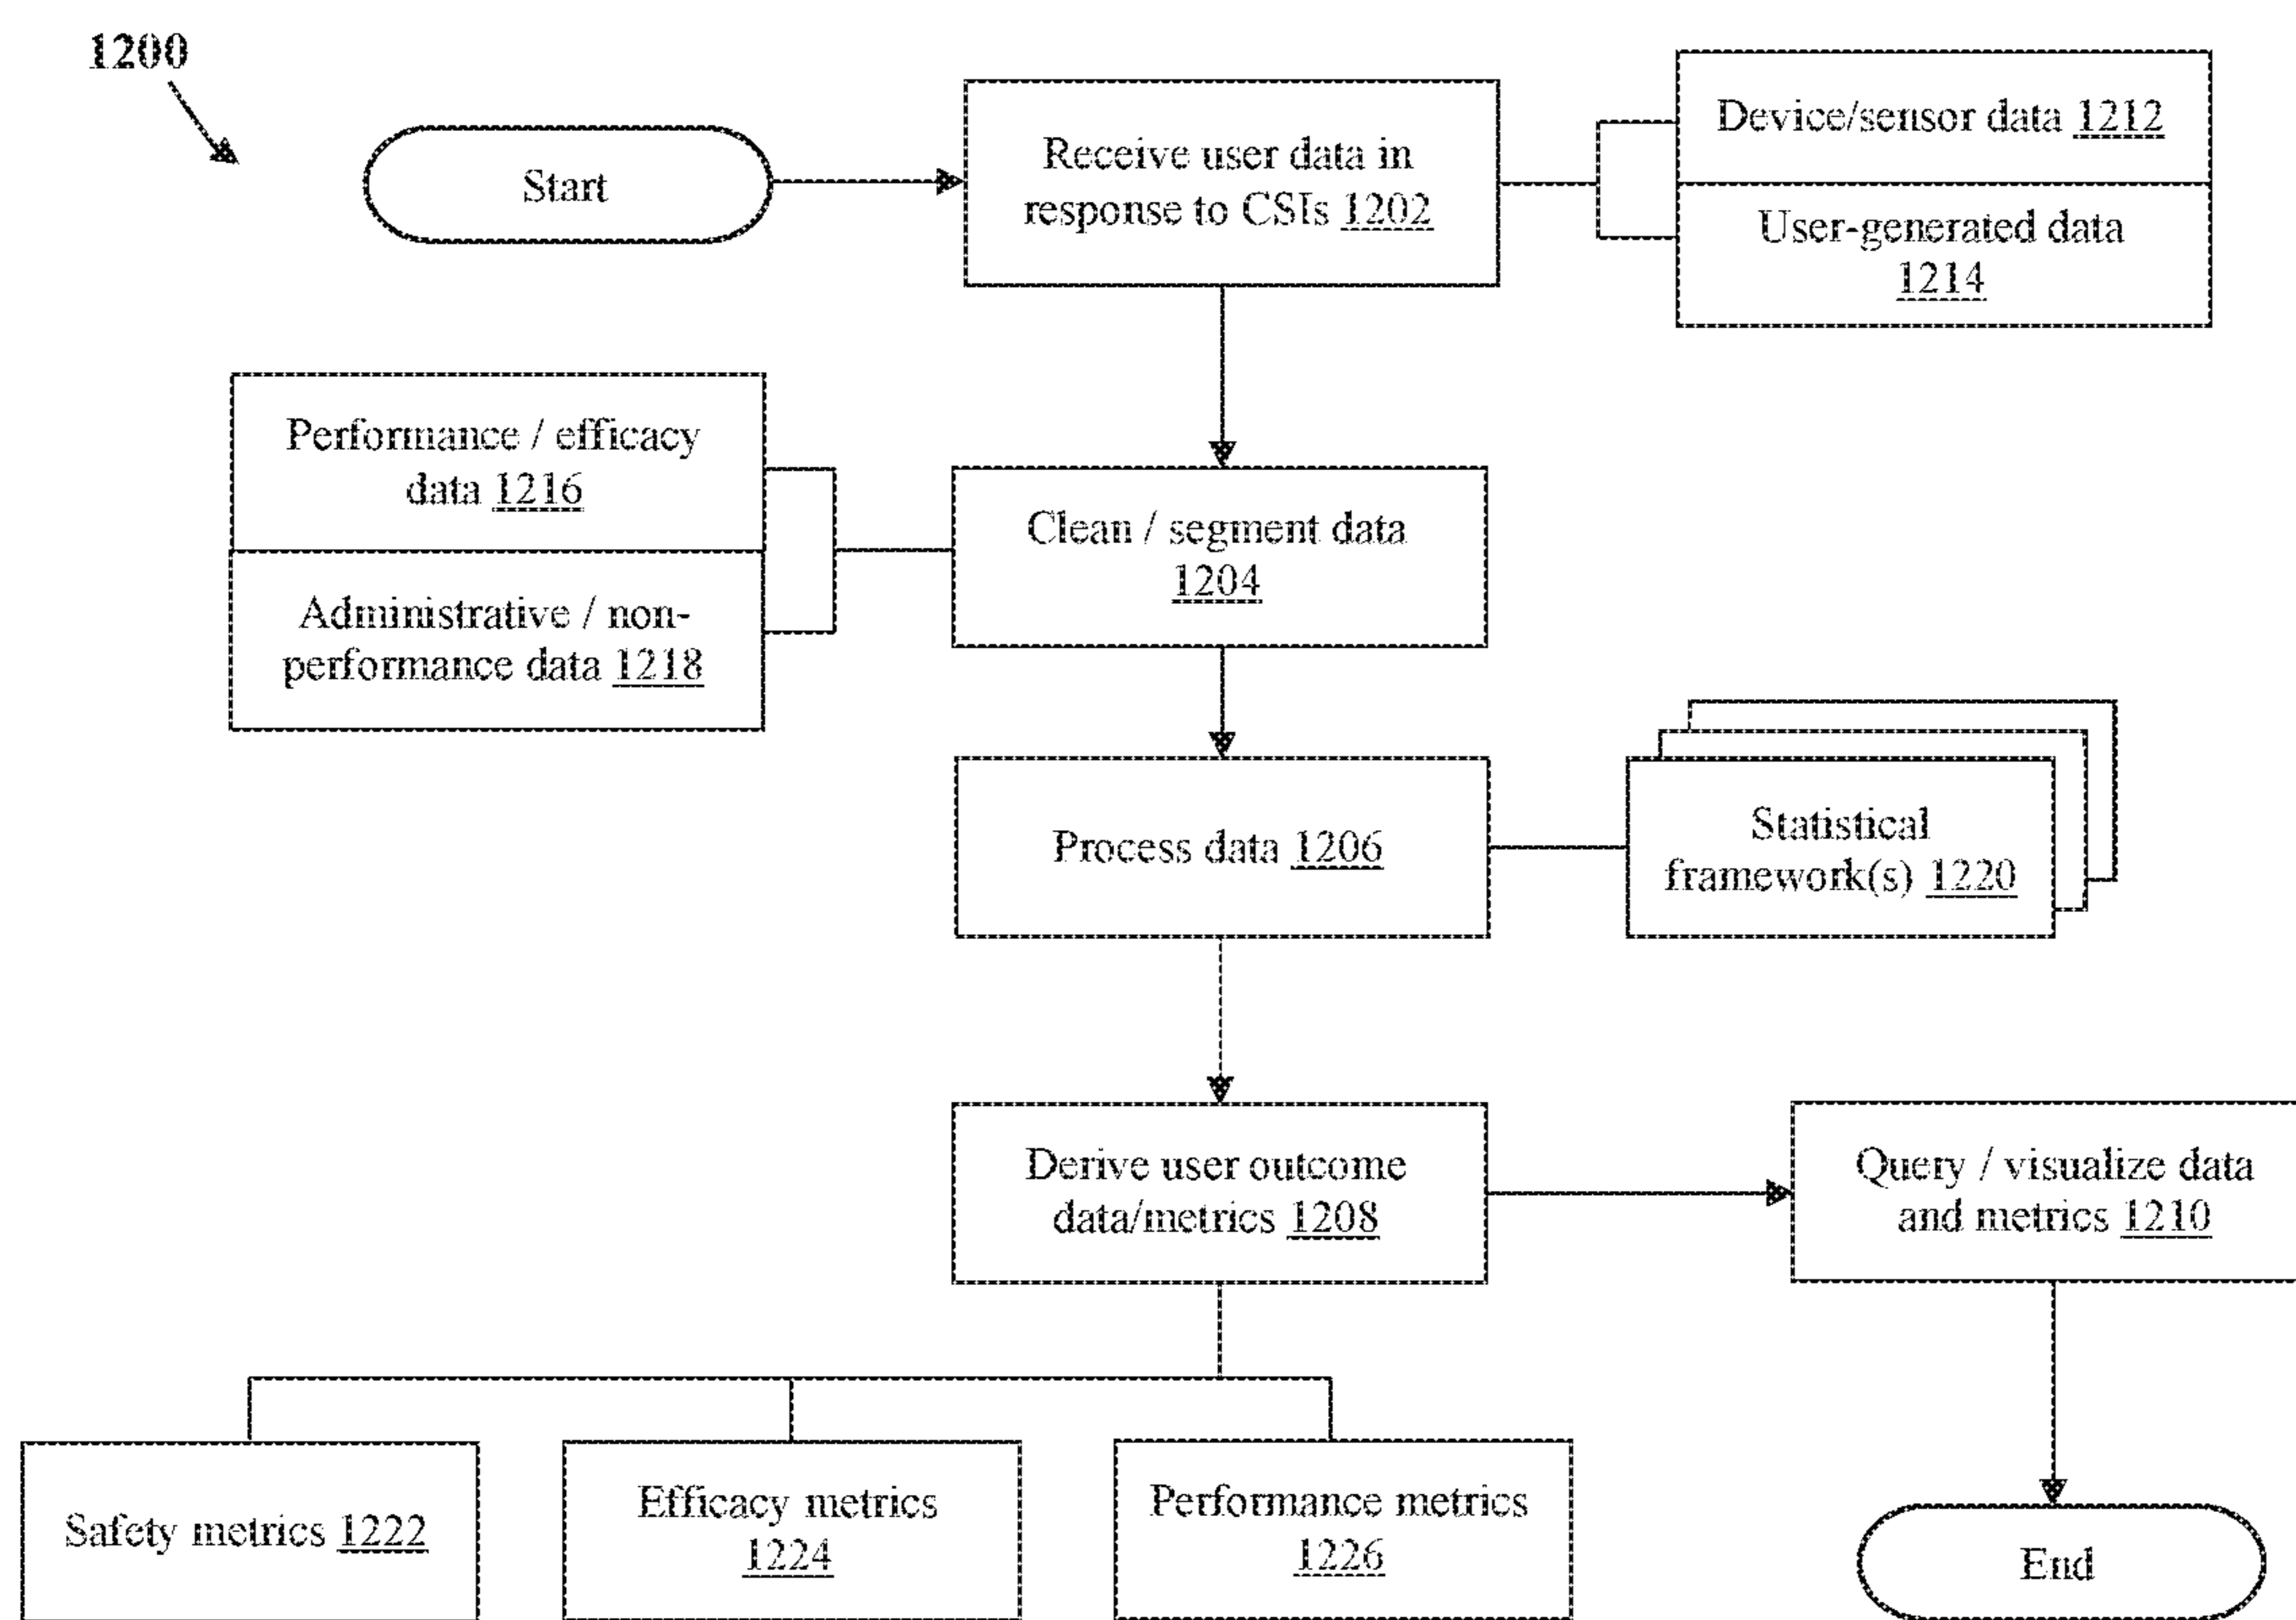 1200
Start
Receive user data in
response to CSIs 1202
Device/sensor data 1212
User-generated data
1214
Performance / efficacy
data 1216
Administrative / non-
performance data 1218
Clean / segment data
1204
Process data 1206
Statistical
framework(s) 1220
Derive user outcome
data/metrics 1208
Query / visualize data
and metrics 1210
Safety metrics 1222
Efficacy metrics
1224
Performance metrics
1226
End